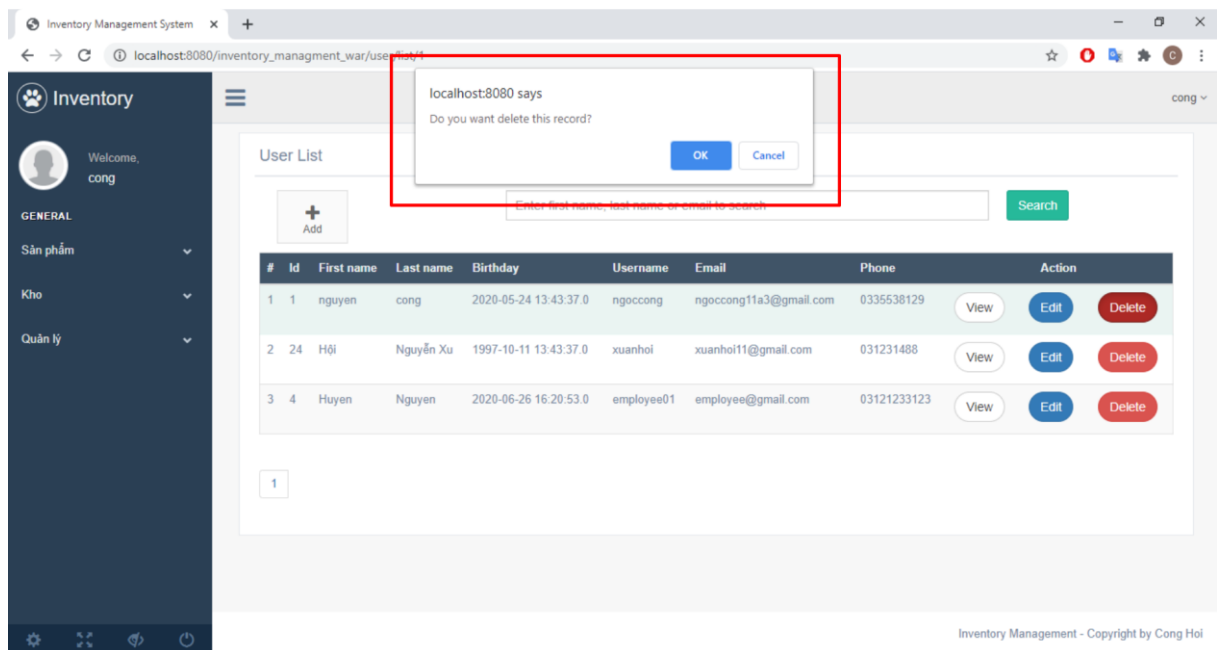 Inventory Management System
localhost:8080/inventory_managment_war/user/list/1
localhost:8080 says
Do you want delete this record?
OK Cancel
Inventory
cong
Welcome,
cong
GENERAL
Sản phẩm
Kho
Quản lý
User List
Add
Enter first name, last name or email to search
Search
# Id First name Last name Birthday Username Email Phone Action
1 1 nguyen cong 2020-05-24 13:43:37.0 ngoccong ngoccong11a3@gmail.com 0335538129 View Edit Delete
2 24 Hội Nguyễn Xu 1997-10-11 13:43:37.0 xuanhoi xuanhoi11@gmail.com 031231488 View Edit Delete
3 4 Huyen Nguyen 2020-06-26 16:20:53.0 employee01 employee@gmail.com 03121233123 View Edit Delete
1
Inventory Management - Copyright by Cong Hoi